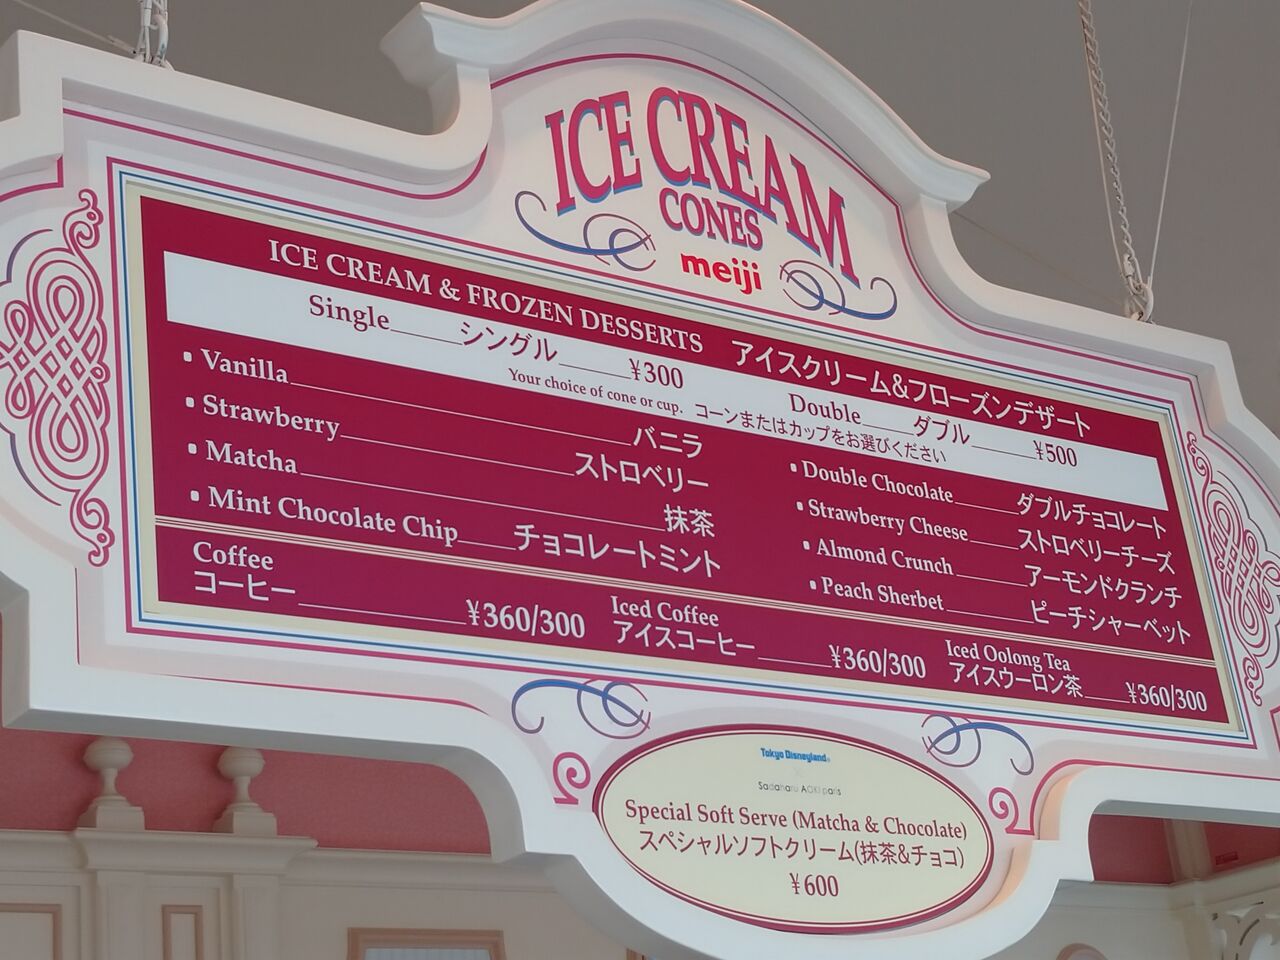 ICE CREAM
CONES
meiji
ICE CREAM & FROZEN DESSERTS アイスクリーム&フローズンデザート
Single シングル ¥300 Double ダブル ¥500
Your choice of cone or cup. コーンまたはカップをお選びください
• Vanilla バニラ
• Strawberry ストロベリー
• Matcha 抹茶
• Mint Chocolate Chip チョコレートミント
• Double Chocolate ダブルチョコレート
• Strawberry Cheese ストロベリーチーズ
• Almond Crunch アーモンドクランチ
• Peach Sherbet ピーチシャーベット
Coffee
コーヒー ¥360/300
Iced Coffee
アイスコーヒー ¥360/300
Iced Oolong Tea
アイスウーロン茶 ¥360/300
Tokyo Disneyland®
×
Sadaharu AOKI paris
Special Soft Serve (Matcha & Chocolate)
スペシャルソフトクリーム(抹茶&チョコ)
¥600